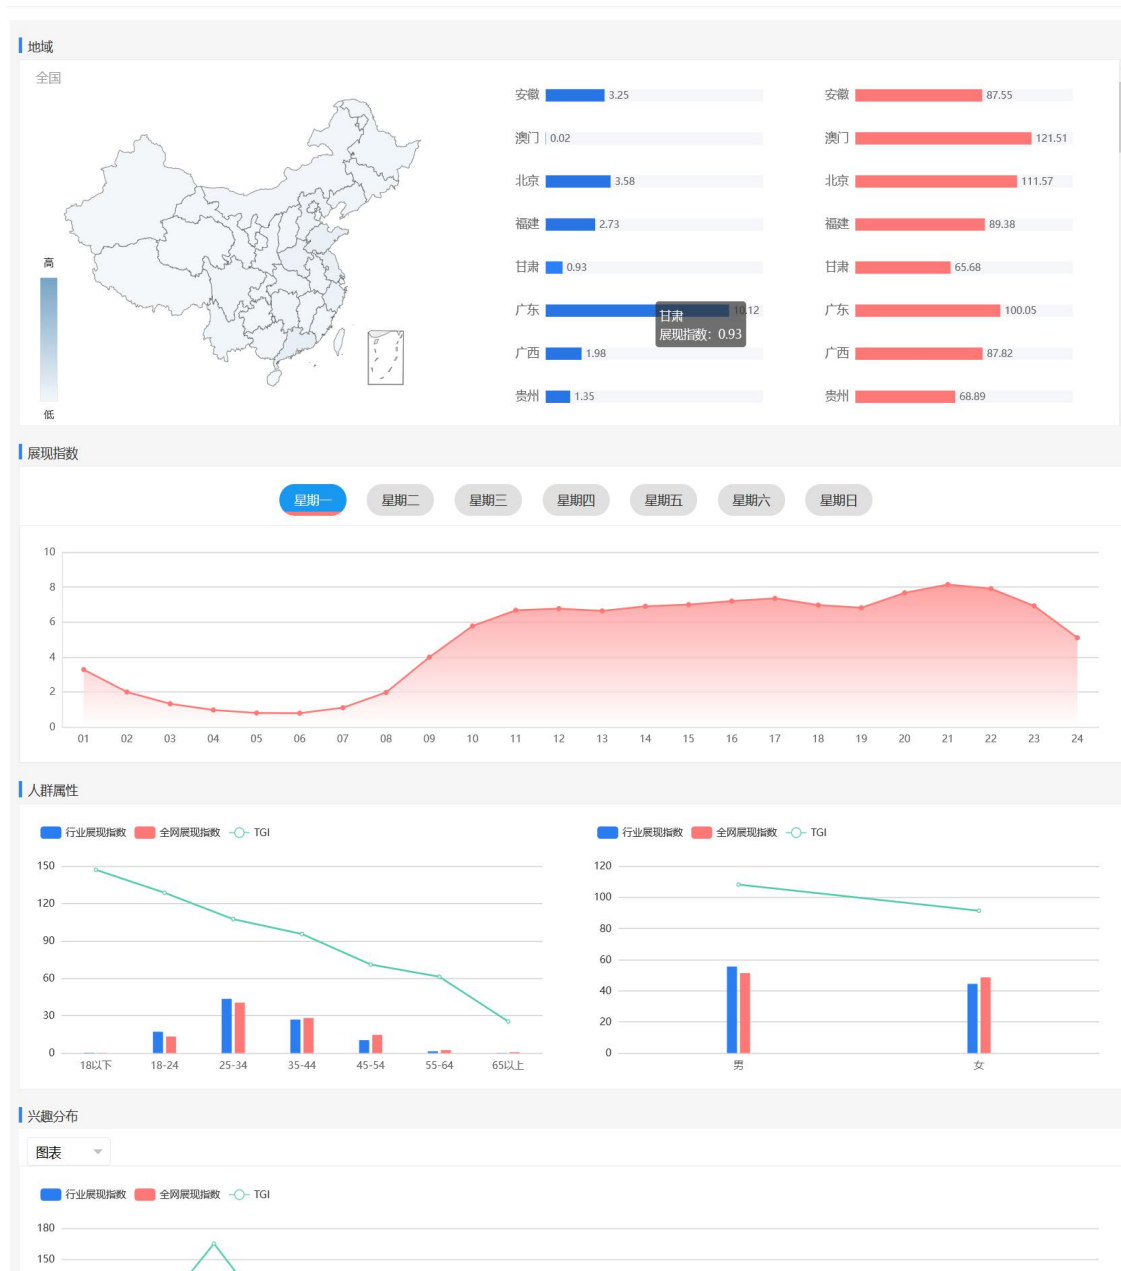 地域
全国
高
低
安徽 3.25
澳门 0.02
北京 3.58
福建 2.73
甘肃 0.93
广东 10.12
甘肃
展现指数: 0.93
广西 1.98
贵州 1.35
安徽 87.55
澳门 121.51
北京 111.57
福建 89.38
甘肃 65.68
广东 100.05
广西 87.82
贵州 68.89
展现指数
星期一 星期二 星期三 星期四 星期五 星期六 星期日
10
8
6
4
2
0
01 02 03 04 05 06 07 08 09 10 11 12 13 14 15 16 17 18 19 20 21 22 23 24
人群属性
行业展现指数 全网展现指数 TGI
150
120
90
60
30
0
18以下 18-24 25-34 35-44 45-54 55-64 65以上
行业展现指数 全网展现指数 TGI
120
100
80
60
40
20
0
男 女
兴趣分布
图表
行业展现指数 全网展现指数 TGI
180
150